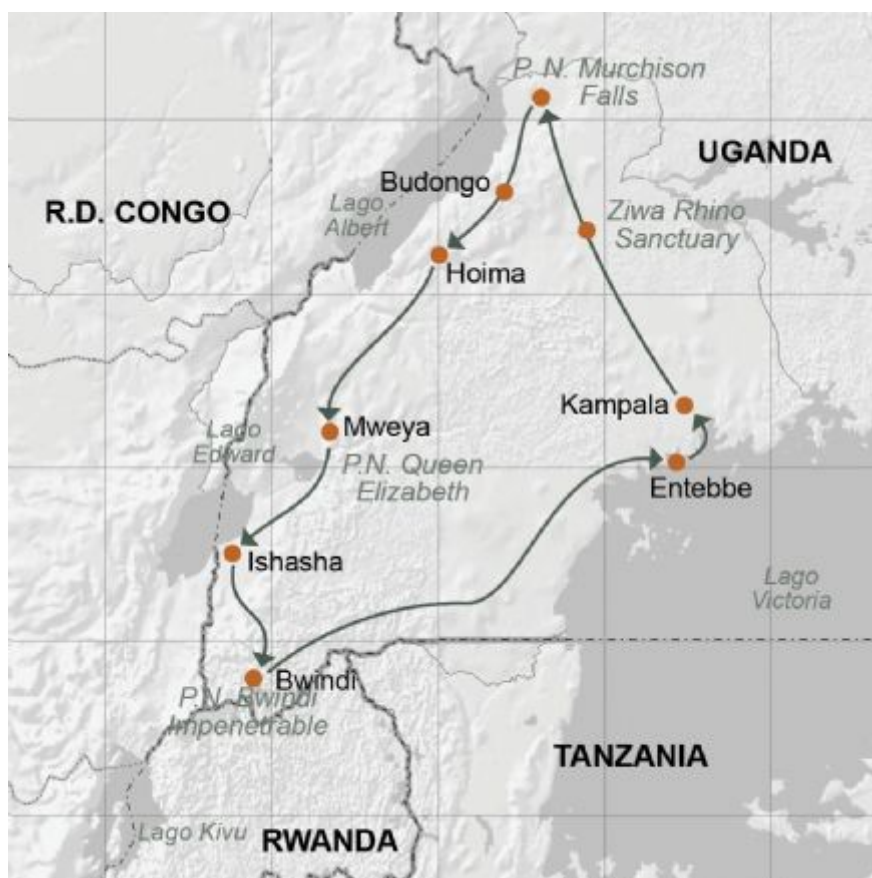 P. N. Murchison
Falls
UGANDA
Budongo
R.D. CONGO
Lago
Albert
Ziwa Rhino
Sanctuary
Hoima
Kampala
Mweya
Lago
Edward
P.N. Queen
Elizabeth
Entebbe
Ishasha
Lago
Victoria
Bwindi
P.N. Bwindi
Impenetrable
TANZANIA
Lago Kivu
RWANDA